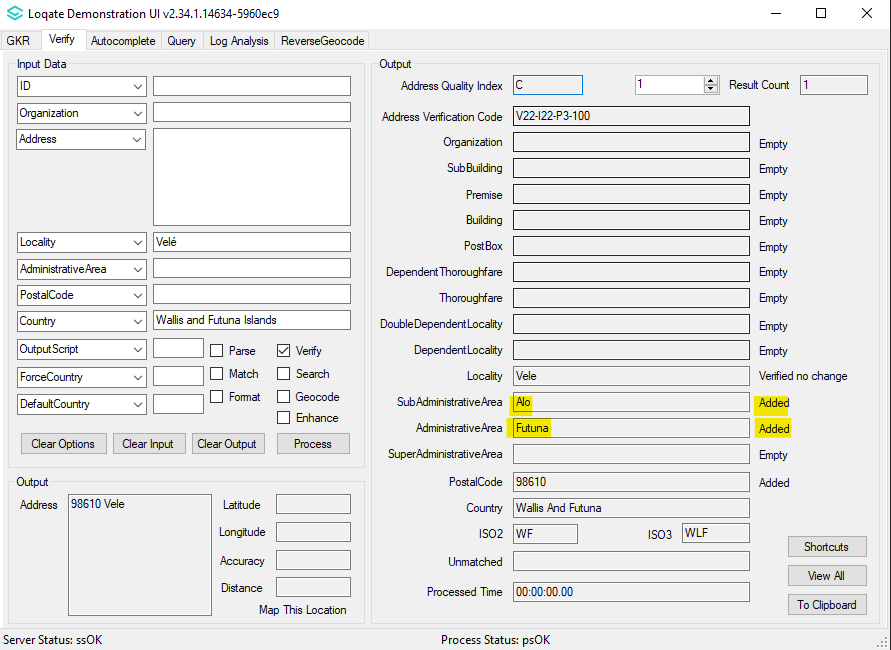 Loqate Demonstration UI v2.34.1.14634-5960ec9
GKR Verify Autocomplete Query Log Analysis ReverseGeocode
Input Data
ID
Organization
Address
Locality Velé
AdministrativeArea
PostalCode
Country Wallis and Futuna Islands
OutputScript Parse Verify
ForceCountry Match Search
DefaultCountry Format Geocode
Enhance
Clear Options Clear Input Clear Output Process
Output
Address 98610 Vele Latitude
Longitude
Accuracy
Distance
Map This Location
Output
Address Quality Index C 1 Result Count 1
Address Verification Code V22-I22-P3-100
Organization Empty
SubBuilding Empty
Premise Empty
Building Empty
PostBox Empty
DependentThoroughfare Empty
Thoroughfare Empty
DoubleDependentLocality Empty
DependentLocality Empty
Locality Vele Verified no change
SubAdministrativeArea Alo Added
AdministrativeArea Futuna Added
SuperAdministrativeArea Empty
PostalCode 98610 Added
Country Wallis And Futuna
ISO2 WF ISO3 WLF
Unmatched
Processed Time 00:00:00.00
Shortcuts
View All
To Clipboard
Server Status: ssOK Process Status: psOK